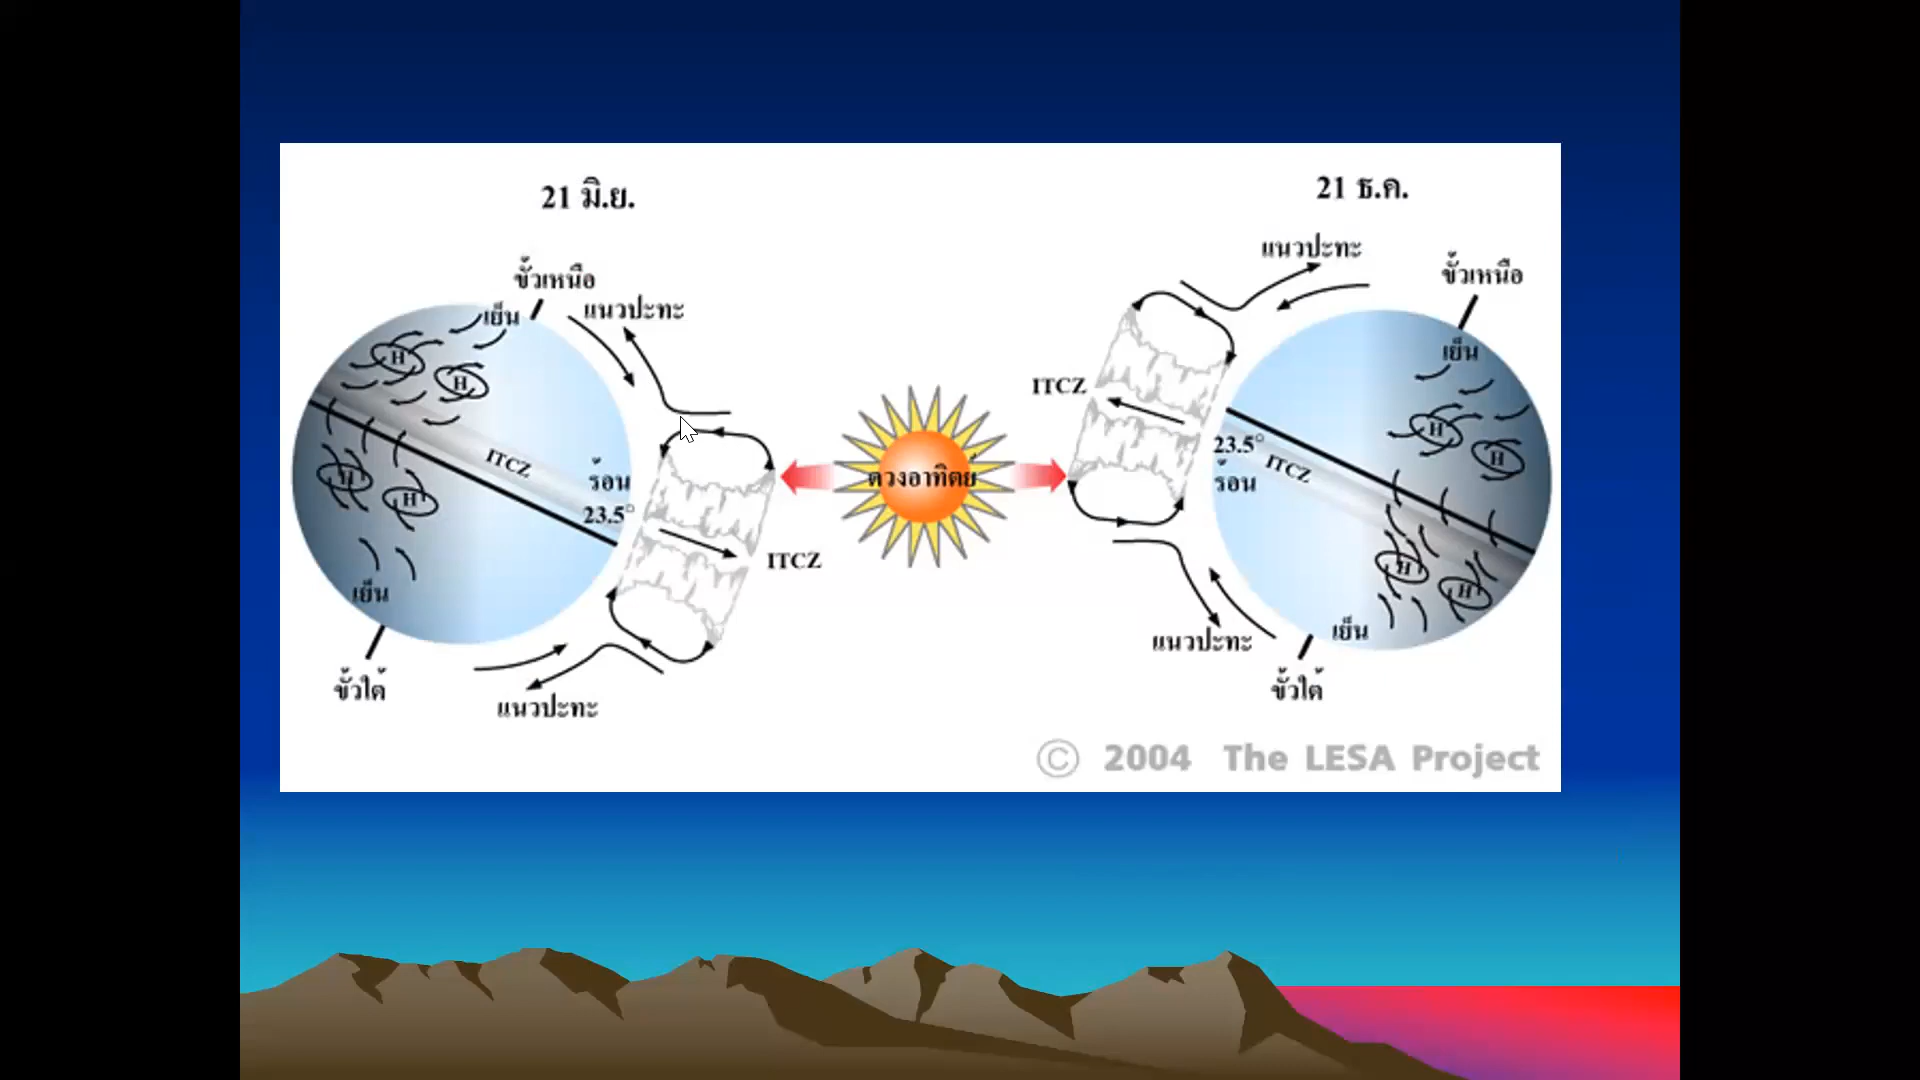 21 มิ.ย.
ขั้วเหนือ
แนวปะทะ
เย็น
H
H
ITCZ
ร้อน
23.5°
H
H
ITCZ
เย็น
ขั้วใต้
แนวปะทะ
ดวงอาทิตย์
21 ธ.ค.
แนวปะทะ
ขั้วเหนือ
เย็น
ITCZ
H
H
23.5°
ITCZ
ร้อน
H
H
เย็น
แนวปะทะ
ขั้วใต้
© 2004 The LESA Project